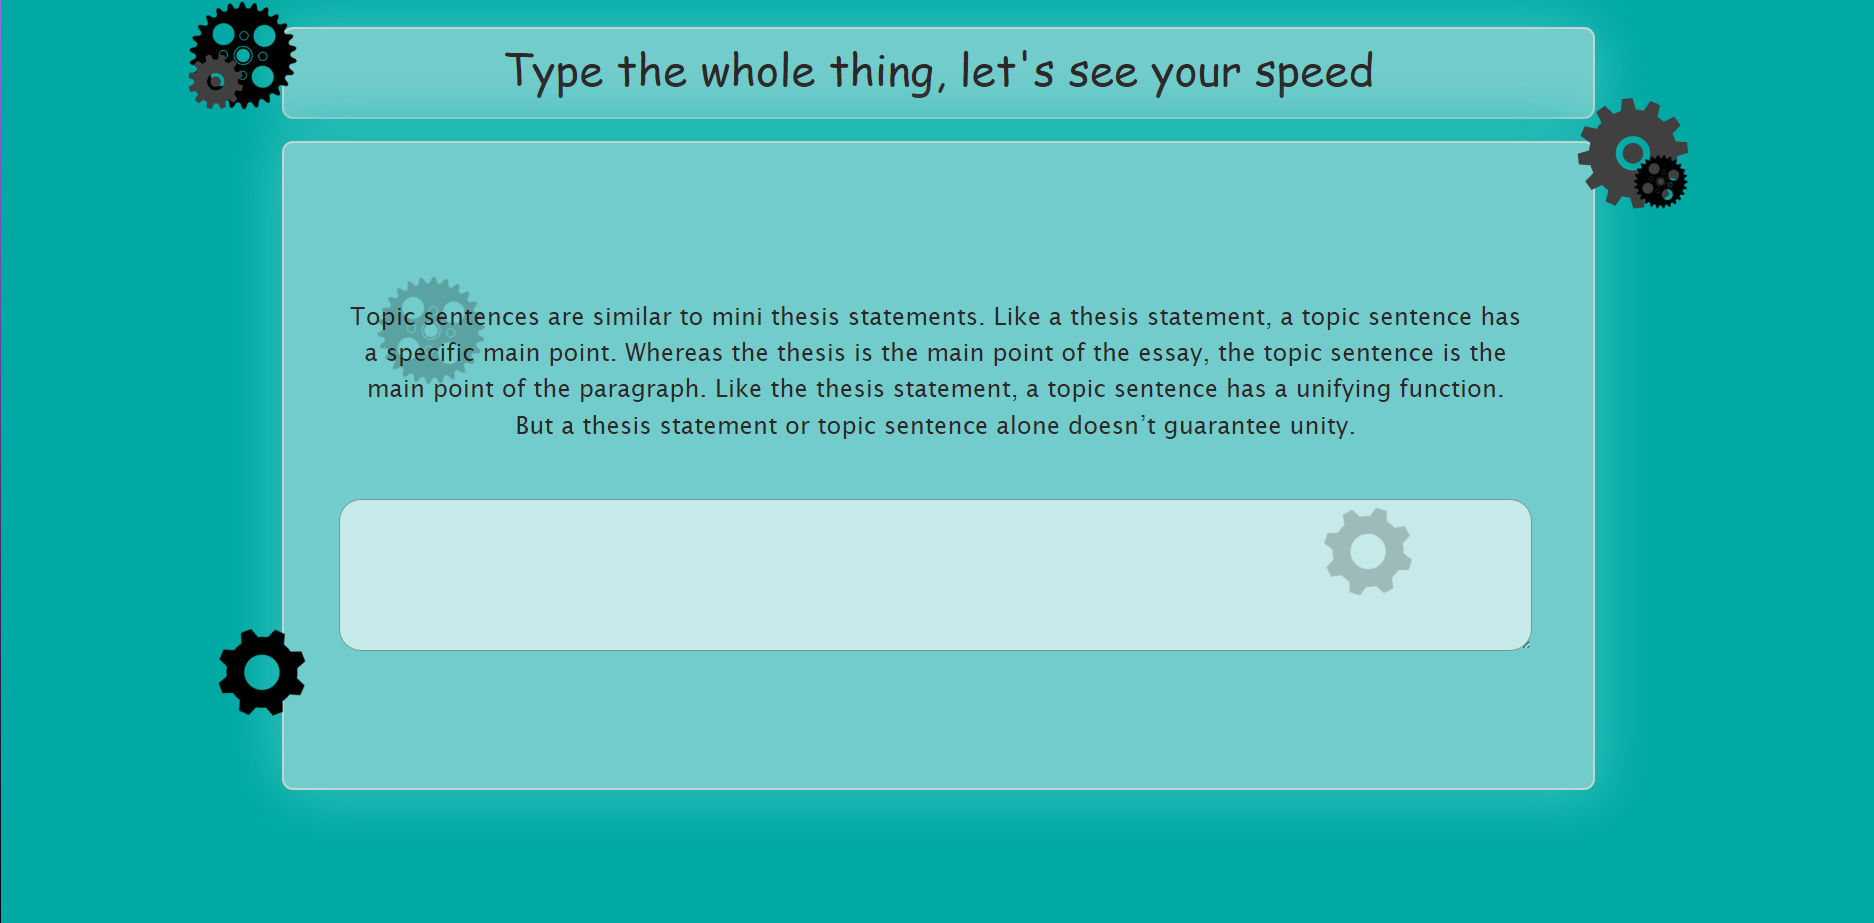 Type the whole thing, let's see your speed
Topic sentences are similar to mini thesis statements. Like a thesis statement, a topic sentence has
a specific main point. Whereas the thesis is the main point of the essay, the topic sentence is the
main point of the paragraph. Like the thesis statement, a topic sentence has a unifying function.
But a thesis statement or topic sentence alone doesn’t guarantee unity.